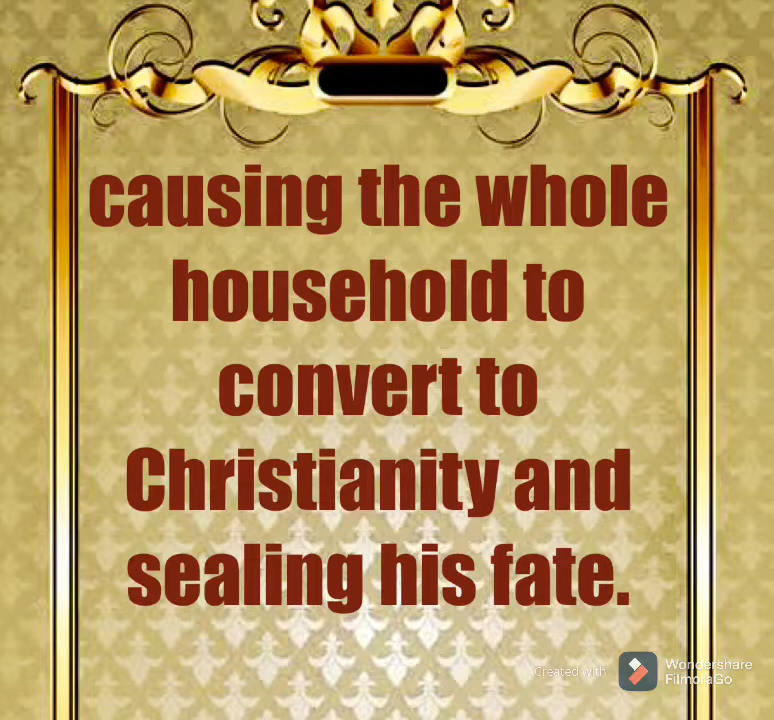 causing the whole
household to
convert to
Christianity and
sealing his fate.
Created with
Wondershare
FilmoraGo